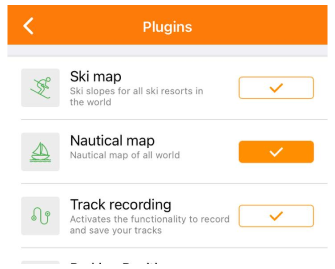 Plugins
Ski map
Ski slopes for all ski resorts in
the world
Nautical map
Nautical map of all world
Track recording
Activates the functionality to record
and save your tracks